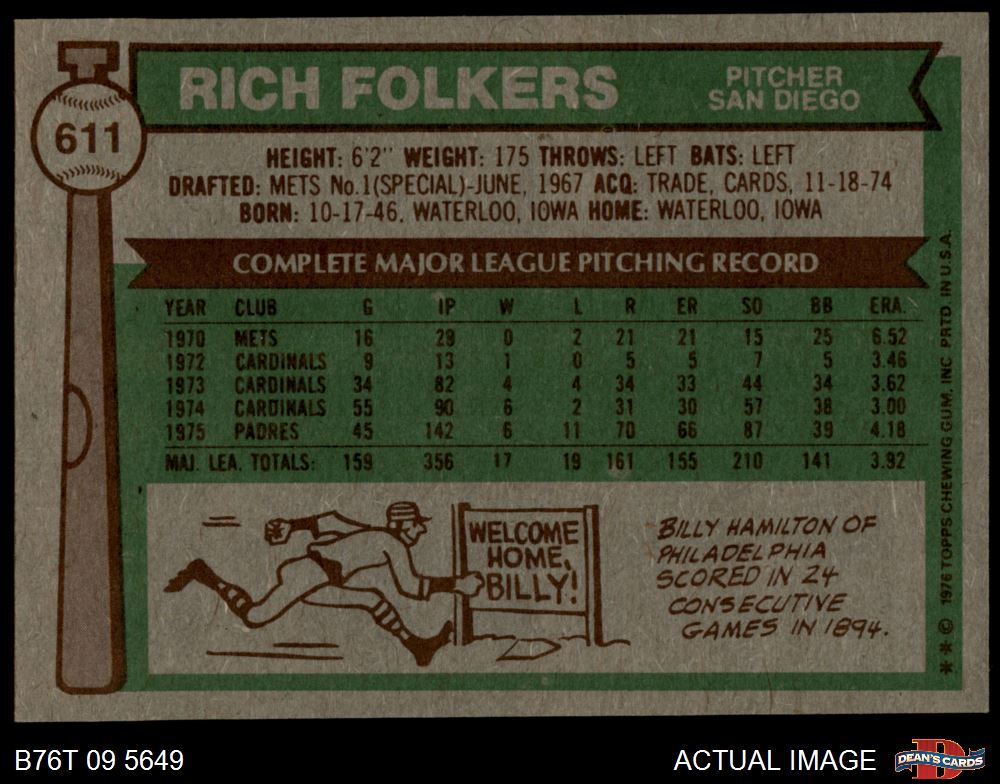 611
RICH FOLKERS
PITCHER
SAN DIEGO
HEIGHT: 6'2" WEIGHT: 175 THROWS: LEFT BATS: LEFT
DRAFTED: METS No.1(SPECIAL)-JUNE, 1967 ACQ: TRADE, CARDS, 11-18-74
BORN: 10-17-46, WATERLOO, IOWA HOME: WATERLOO, IOWA
COMPLETE MAJOR LEAGUE PITCHING RECORD
YEAR CLUB G IP W L R ER SO BB ERA.
1970 METS 16 29 0 2 21 21 15 25 6.52
1972 CARDINALS 9 13 1 0 5 5 7 5 3.46
1973 CARDINALS 34 82 4 4 34 33 44 34 3.62
1974 CARDINALS 55 90 6 2 31 30 57 38 3.00
1975 PADRES 45 142 6 11 70 66 87 39 4.18
MAJ. LEA. TOTALS: 159 356 17 19 161 155 210 141 3.92
WELCOME
HOME,
BILLY!
BILLY HAMILTON OF
PHILADELPHIA
SCORED IN 24
CONSECUTIVE
GAMES IN 1894.
** © 1976 TOPPS CHEWING GUM, INC PRTD. IN U.S.A.
B76T 09 5649
ACTUAL IMAGE
D
DEAN'S CARDS